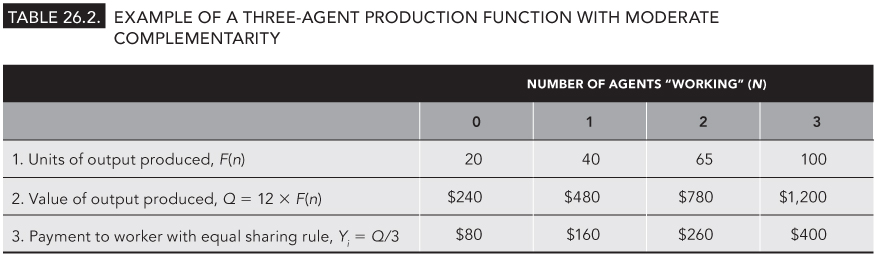 TABLE 26.2. EXAMPLE OF A THREE-AGENT PRODUCTION FUNCTION WITH MODERATE
COMPLEMENTARITY
NUMBER OF AGENTS "WORKING" (N)
0 1 2 3
1. Units of output produced, F(n) 20 40 65 100
2. Value of output produced, Q = 12 × F(n) $240 $480 $780 $1,200
3. Payment to worker with equal sharing rule, Yi = Q/3 $80 $160 $260 $400